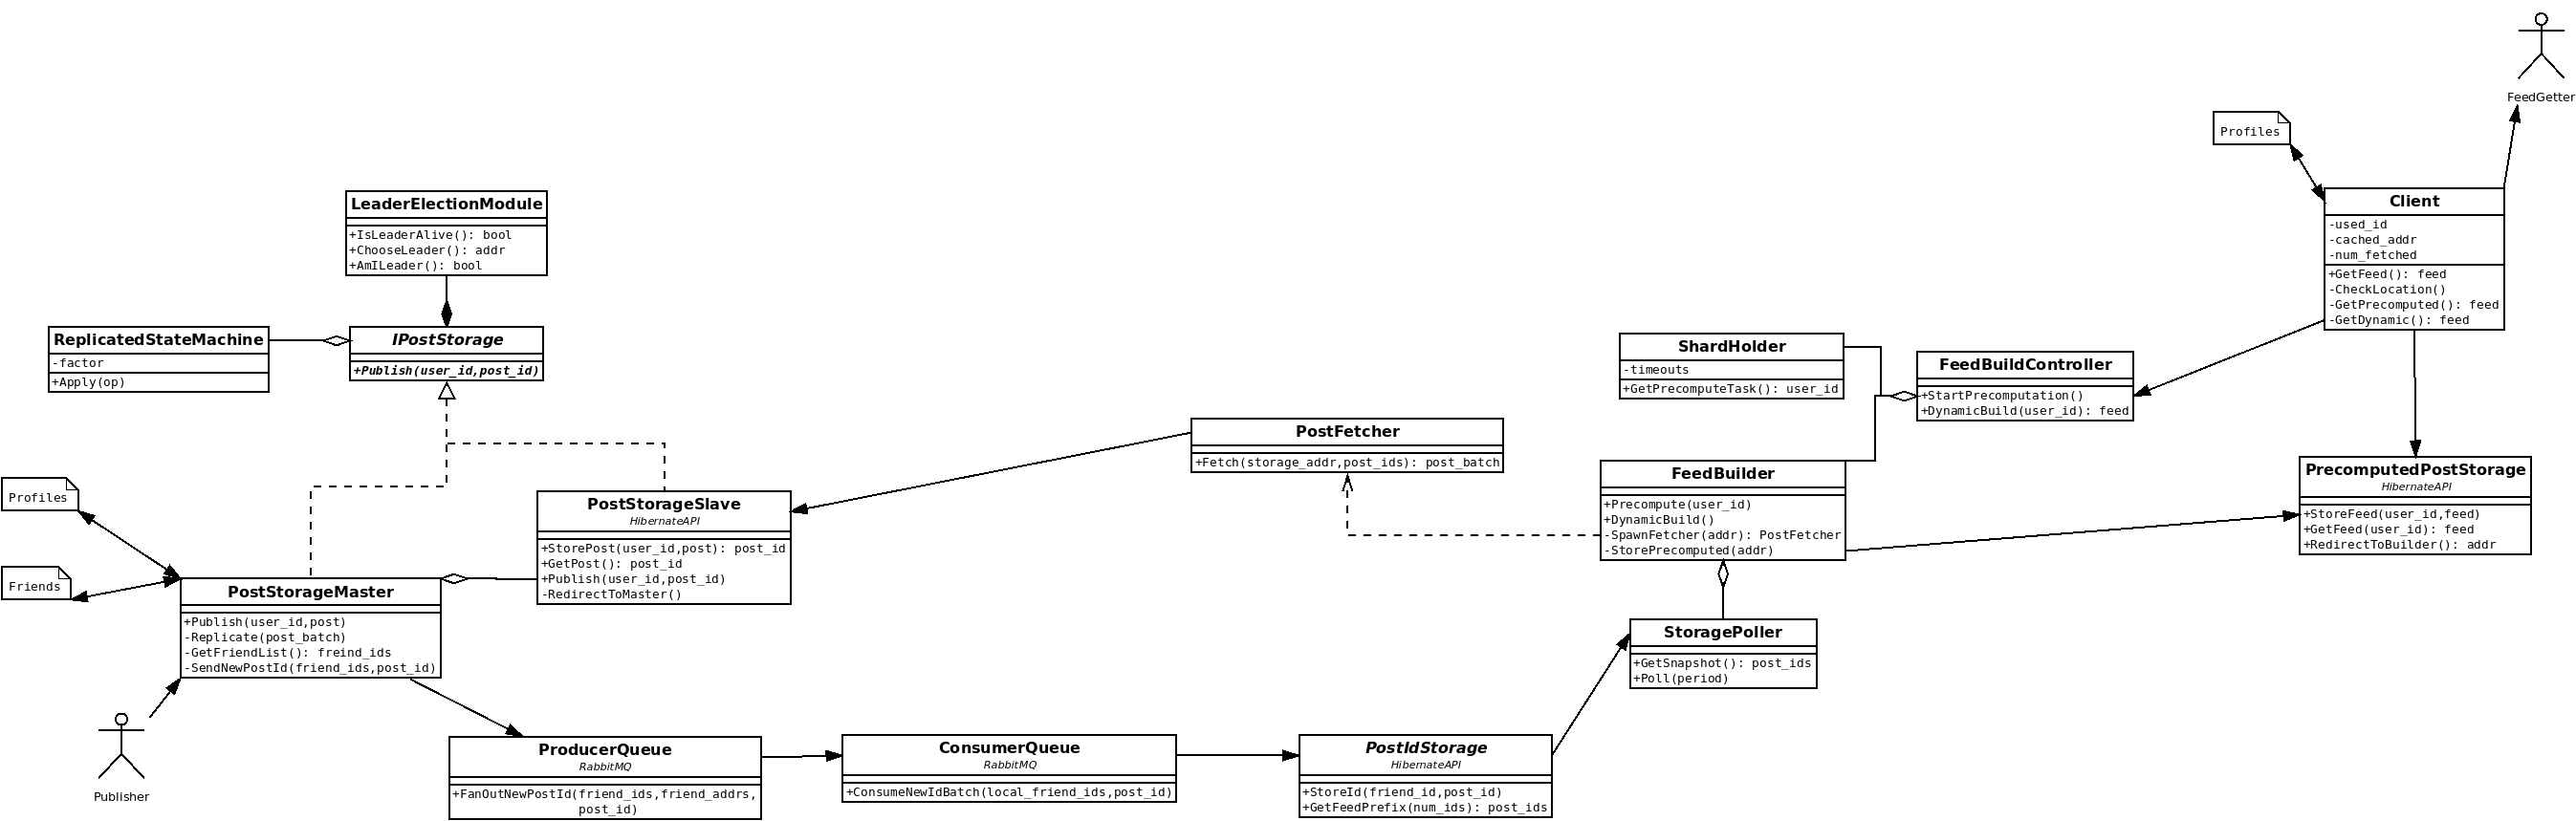 FeedGetter
Profiles
Client
-used_id
-cached_addr
-num_fetched
+GetFeed(): feed
-CheckLocation()
-GetPrecomputed(): feed
-GetDynamic(): feed
LeaderElectionModule
+IsLeaderAlive(): bool
+ChooseLeader(): addr
+AmILeader(): bool
ReplicatedStateMachine
-factor
+Apply(op)
IPostStorage
+Publish(user_id,post_id)
ShardHolder
-timeouts
+GetPrecomputeTask(): user_id
FeedBuildController
+StartPrecomputation()
+DynamicBuild(user_id): feed
PostFetcher
+Fetch(storage_addr,post_ids): post_batch
FeedBuilder
+Precompute(user_id)
+DynamicBuild()
-SpawnFetcher(addr): PostFetcher
-StorePrecomputed(addr)
PrecomputedPostStorage
HibernateAPI
+StoreFeed(user_id,feed)
+GetFeed(user_id): feed
+RedirectToBuilder(): addr
Profiles
Friends
PostStorageSlave
HibernateAPI
+StorePost(user_id,post): post_id
+GetPost(): post_id
+Publish(user_id,post_id)
-RedirectToMaster()
PostStorageMaster
+Publish(user_id,post)
-Replicate(post_batch)
-GetFriendList(): freind_ids
-SendNewPostId(friend_ids,post_id)
StoragePoller
+GetSnapshot(): post_ids
+Poll(period)
Publisher
ProducerQueue
RabbitMQ
+FanOutNewPostId(friend_ids,friend_addrs,
post_id)
ConsumerQueue
RabbitMQ
+ConsumeNewIdBatch(local_friend_ids,post_id)
PostIdStorage
HibernateAPI
+StoreId(friend_id,post_id)
+GetFeedPrefix(num_ids): post_ids